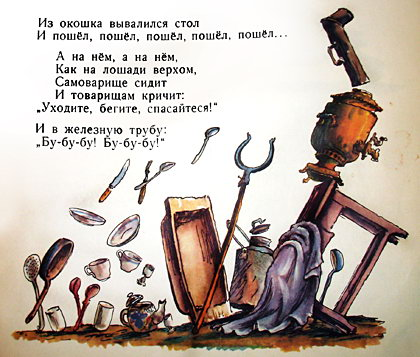 Из окошка вывалился стол
И пошёл, пошёл, пошёл, пошёл, пошёл...
А на нём, а на нём,
Как на лошади верхом,
Самоварище сидит
И товарищам кричит:
„Уходите, бегите, спасайтеся!“
И в железную трубу:
„Бу-бу-бу! Бу-бу-бу!“